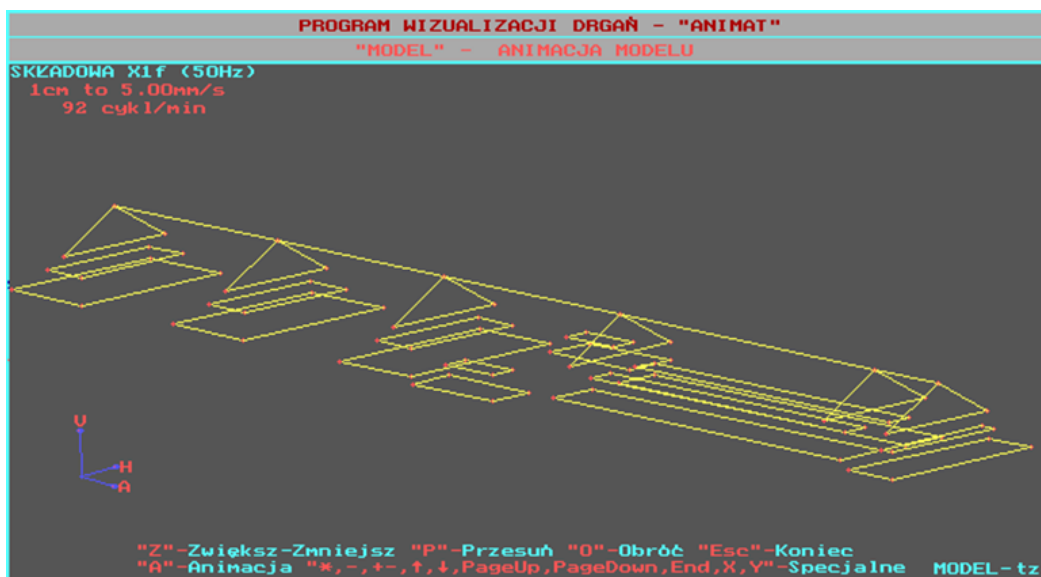 PROGRAM WIZUALIZACJI DRGAŃ - "ANIMAT"
"MODEL" - ANIMACJA MODELU
SKŁADOWA X1f (50Hz)
1cm to 5.00mm/s
92 cykl/min
V
H
A
"Z"-Zwiększ-Zmniejsz "P"-Przesuń "O"-Obróć "Esc"-Koniec
"A"-Animacja "*,-,+-,↑,↓,PageUp,PageDown,End,X,Y"-Specjalne MODEL-tz